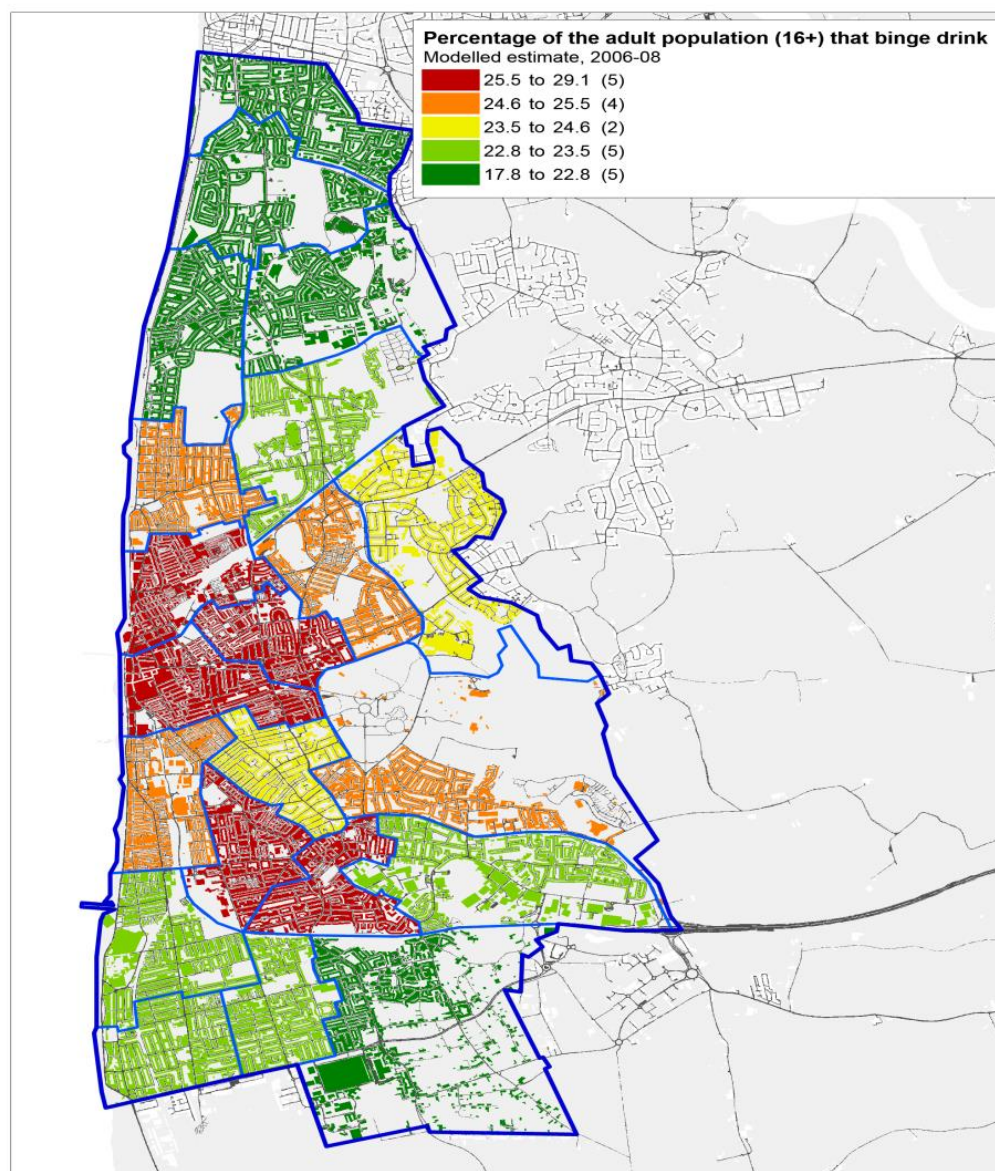 Percentage of the adult population (16+) that binge drink
Modelled estimate, 2006-08
25.5 to 29.1 (5)
24.6 to 25.5 (4)
23.5 to 24.6 (2)
22.8 to 23.5 (5)
17.8 to 22.8 (5)